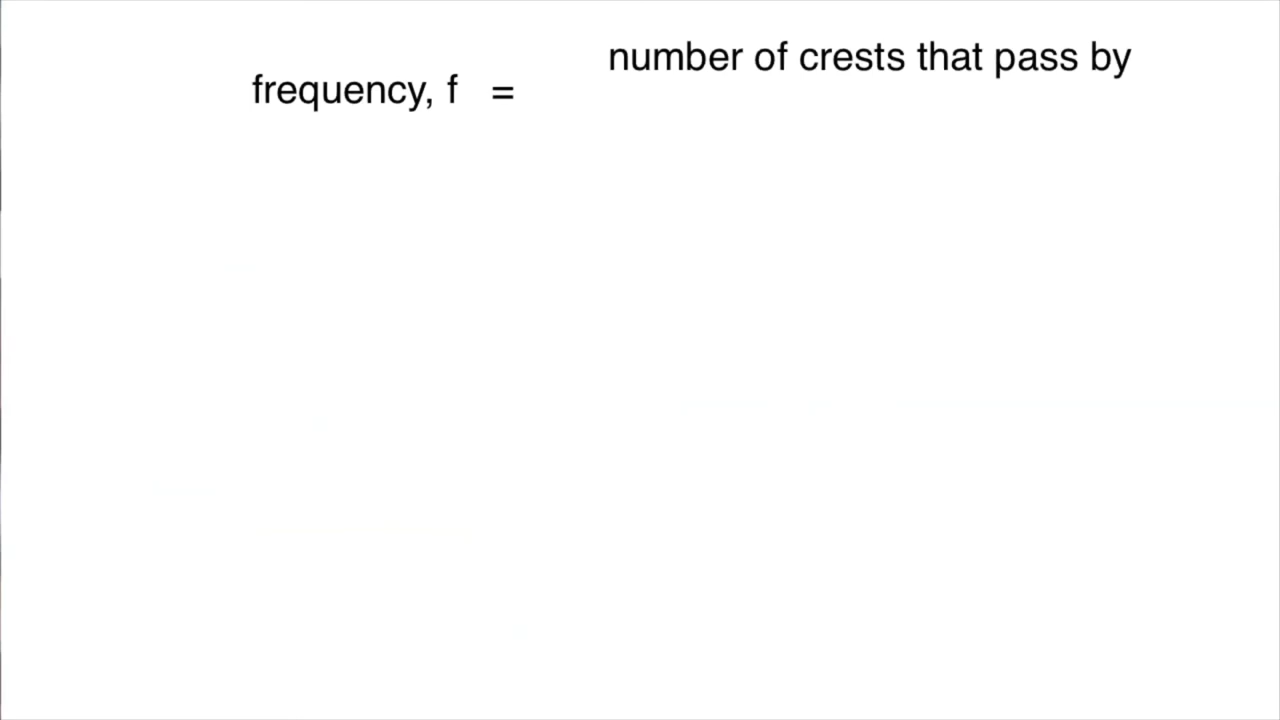 number of crests that pass by
frequency, f =